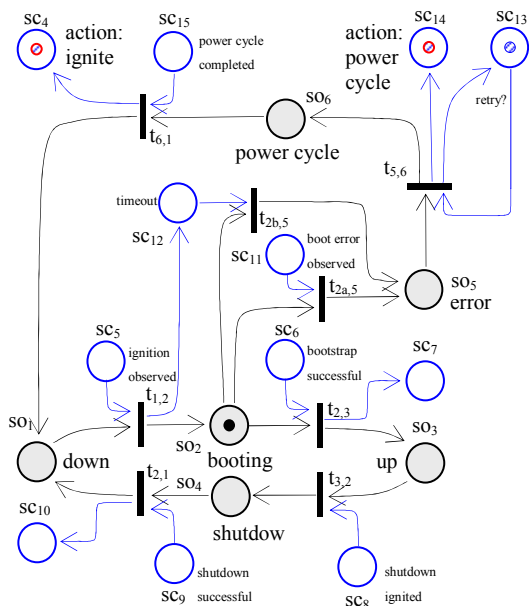 sc4
action:
ignite
sc15
power cycle
completed
action:
power
cycle
sc14
sc13
retry?
t6,1
so6
power cycle
t5,6
timeout
sc12
t2b,5
boot error
observed
sc11
t2a,5
so5
error
sc5
ignition
observed
sc6
bootstrap
successful
sc7
t1,2
t2,3
so1
down
so2
booting
so3
up
t2,1
so4
shutdow
t3,2
sc10
shutdown
successful
sc9
shutdown
ignited
sc8